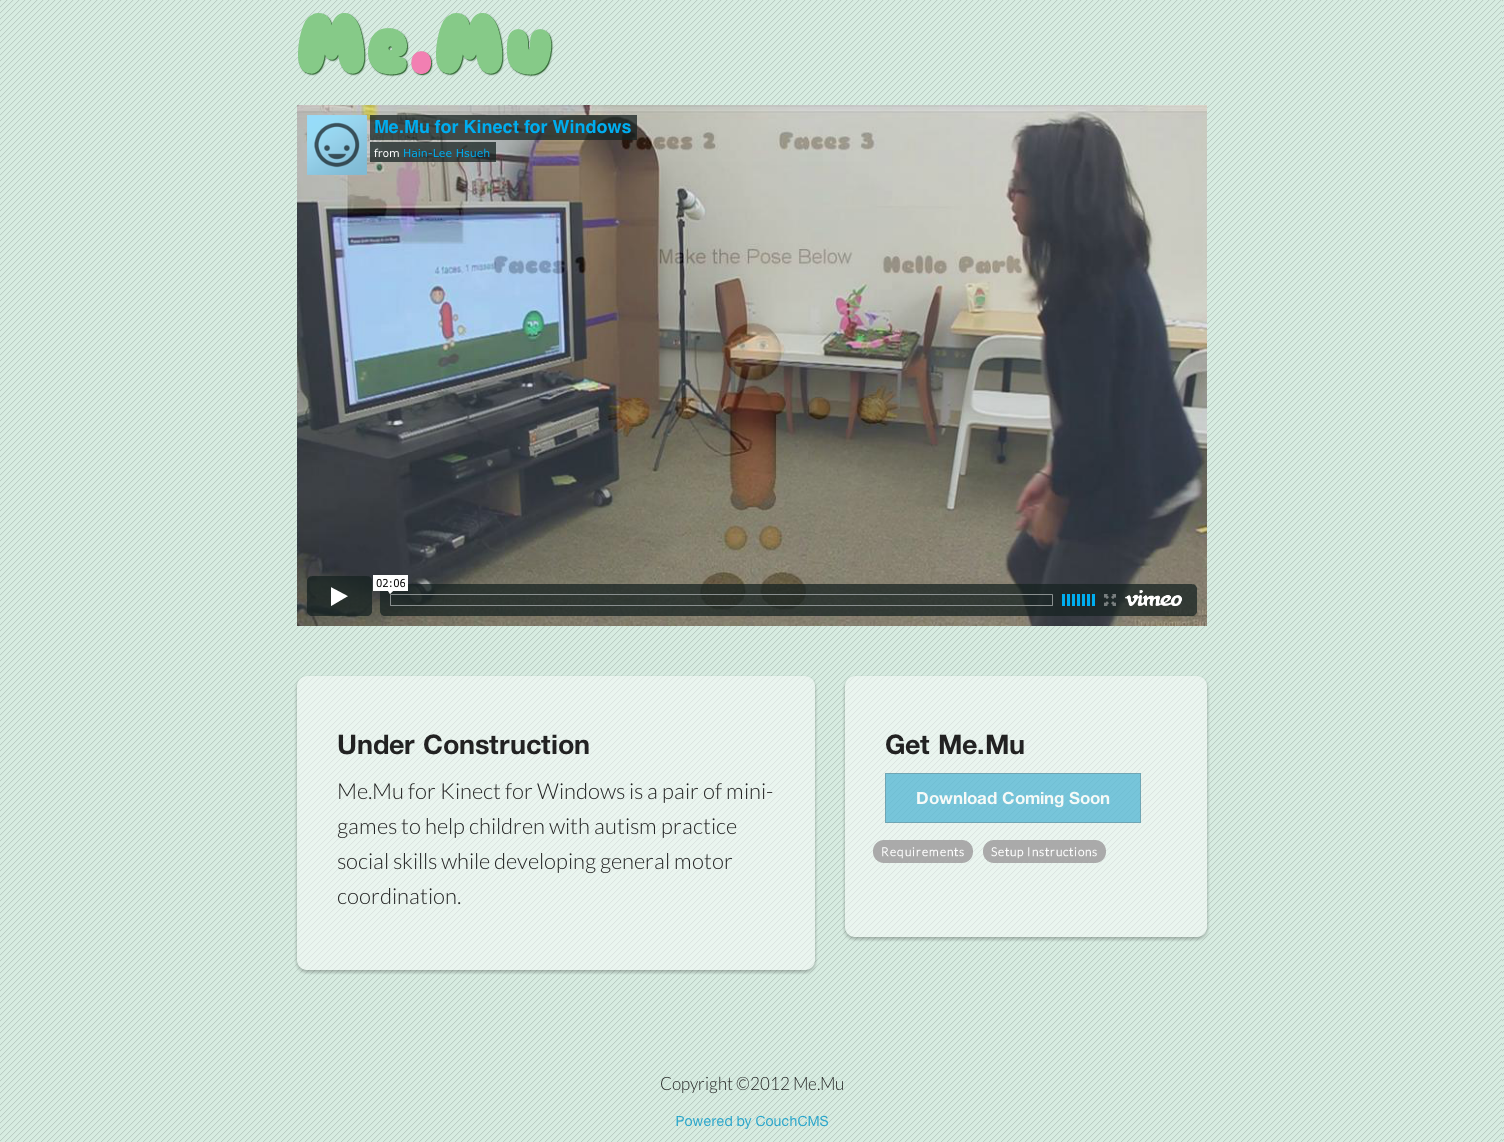 Me.Mu
Me.Mu for Kinect for Windows
from Hain-Lee Hsueh
Faces 2
Faces 3
4 faces, 1 misses
Faces 1
Make the Pose Below
Hello Park
02:06
vimeo
Under Construction
Me.Mu for Kinect for Windows is a pair of mini-
games to help children with autism practice
social skills while developing general motor
coordination.
Get Me.Mu
Download Coming Soon
Requirements
Setup Instructions
Copyright ©2012 Me.Mu
Powered by CouchCMS